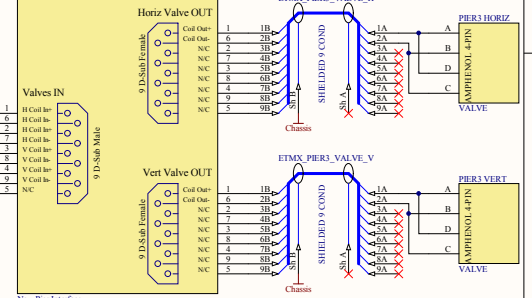 Horiz Valve OUT
9 D-Sub Female
Coil Out+ 1 1B
Coil Out- 6 2B
N/C 2 3B
N/C 7 4B
N/C 3 5B
N/C 8 6B
N/C 4 7B
N/C 9 8B
N/C 5 9B
Sh B
Chassis
SHIELDED 9 COND
Sh A
1A
2A
3A
4A
5A
6A
7A
8A
9A
PIER3 HORIZ
A
B
D
C
AMPHENOL 4-PIN
VALVE
Valves IN
1 H Coil In+
6 H Coil In+
2 H Coil In-
7 H Coil In-
3 V Coil In+
8 V Coil In+
4 V Coil In-
9 V Coil In-
5 N/C
9 D-Sub Male
Vert Valve OUT
9 D-Sub Female
Coil Out+ 1 1B
Coil Out- 6 2B
N/C 2 3B
N/C 7 4B
N/C 3 5B
N/C 8 6B
N/C 4 7B
N/C 9 8B
N/C 5 9B
ETMX_PIER3_VALVE_V
Sh B
Chassis
SHIELDED 9 COND
Sh A
1A
2A
3A
4A
5A
6A
7A
8A
9A
PIER3 VERT
A
B
D
C
AMPHENOL 4-PIN
VALVE